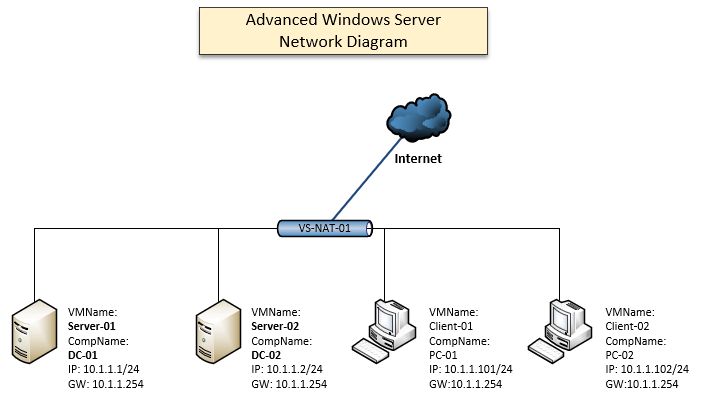 Advanced Windows Server
Network Diagram
Internet
VS-NAT-01
VMName:
Server-01
CompName:
DC-01
IP: 10.1.1.1/24
GW: 10.1.1.254
VMName:
Server-02
CompName:
DC-02
IP: 10.1.1.2/24
GW: 10.1.1.254
VMName:
Client-01
CompName:
PC-01
IP: 10.1.1.101/24
GW:10.1.1.254
VMName:
Client-02
CompName:
PC-02
IP: 10.1.1.102/24
GW:10.1.1.254